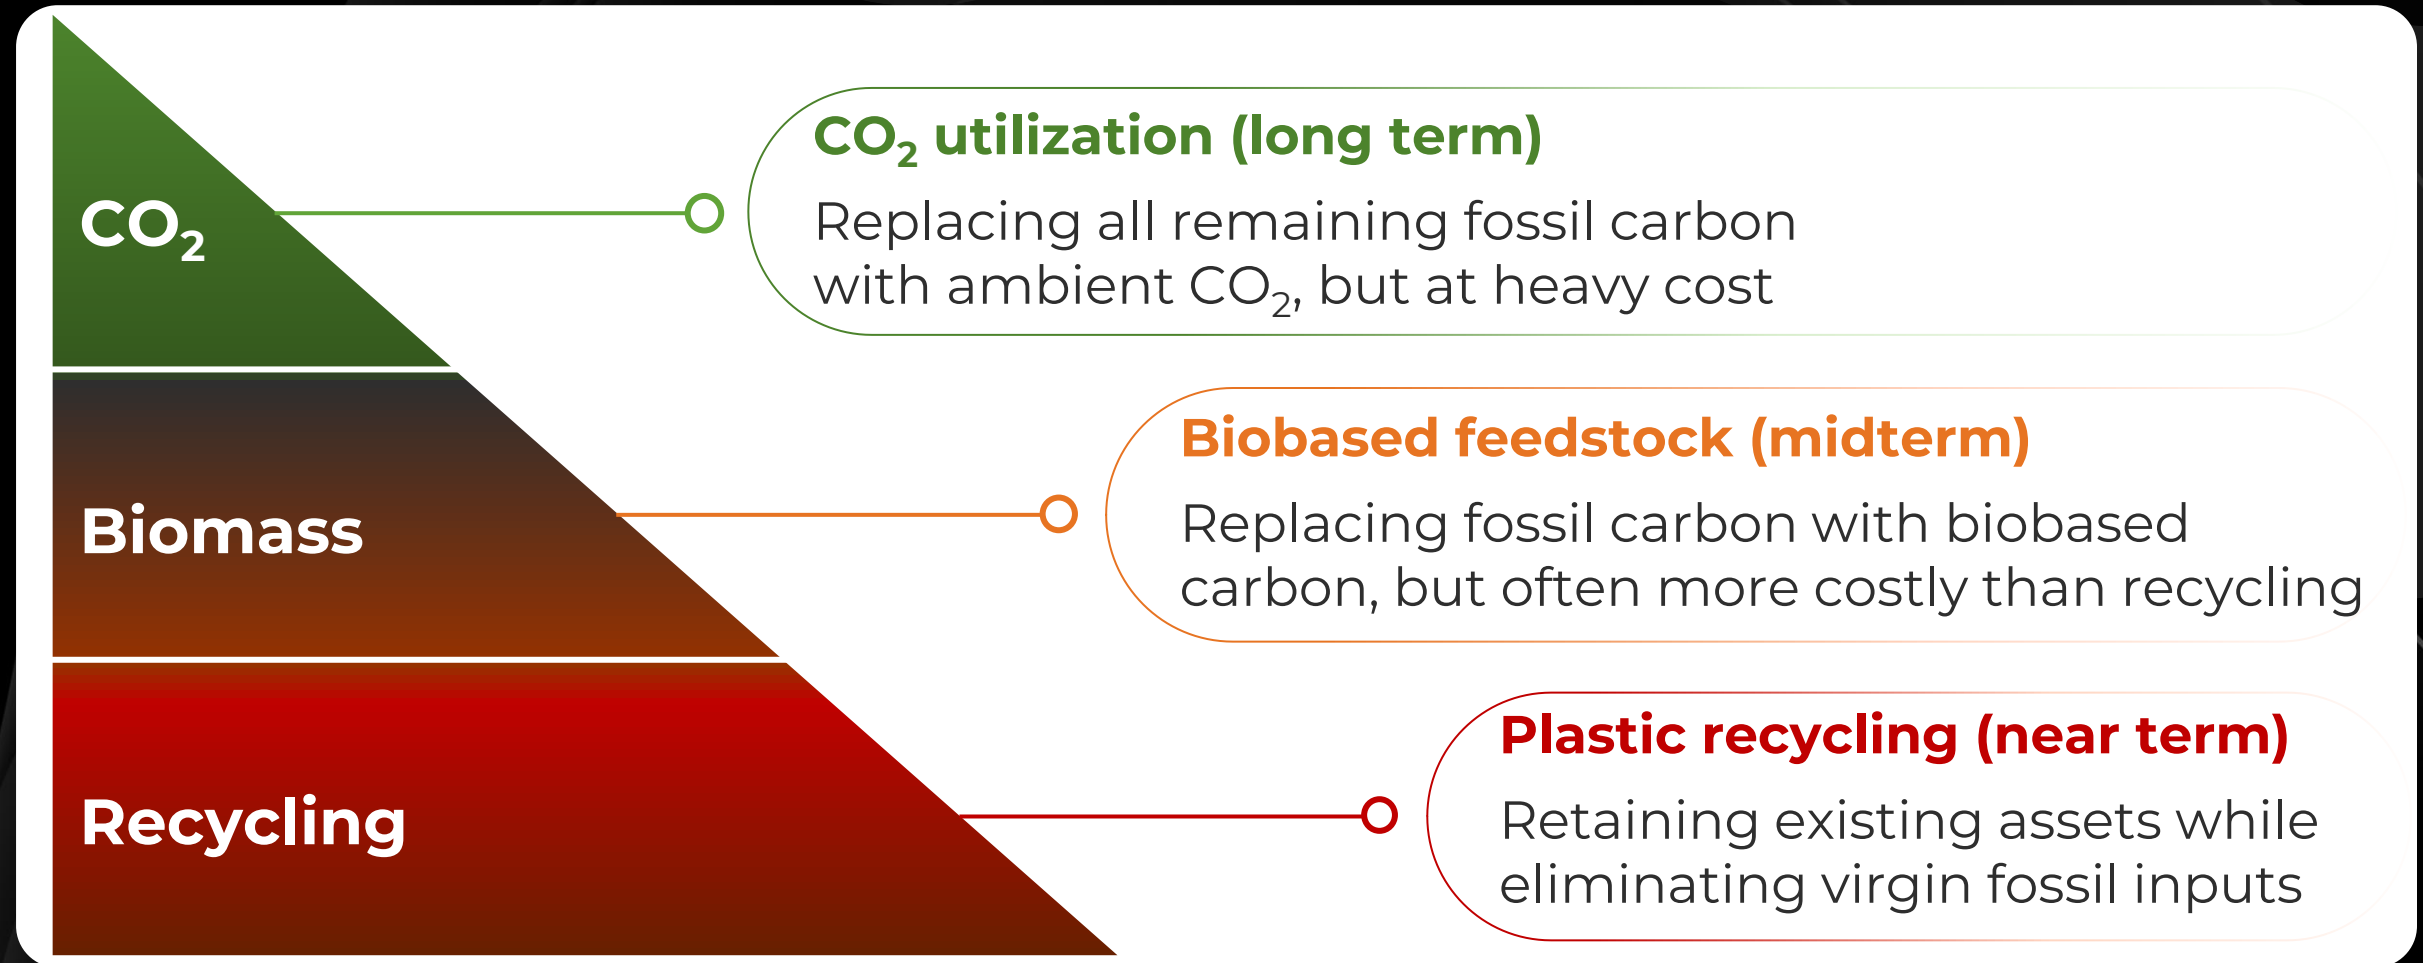 CO₂
CO₂ utilization (long term)
Replacing all remaining fossil carbon
with ambient CO₂, but at heavy cost
Biomass
Biobased feedstock (midterm)
Replacing fossil carbon with biobased
carbon, but often more costly than recycling
Recycling
Plastic recycling (near term)
Retaining existing assets while
eliminating virgin fossil inputs